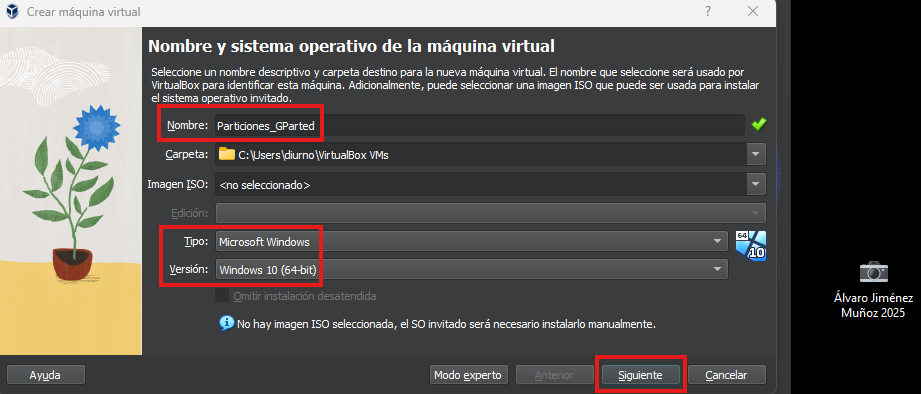 Crear máquina virtual
?
Nombre y sistema operativo de la máquina virtual
Seleccione un nombre descriptivo y carpeta destino para la nueva máquina virtual. El nombre que seleccione será usado por
VirtualBox para identificar esta máquina. Adicionalmente, puede seleccionar una imagen ISO que puede ser usada para instalar
el sistema operativo invitado.
Nombre: Particiones_GParted
Carpeta: C:\Users\diurno\VirtualBox VMs
Imagen ISO: <no seleccionado>
Edición:
Tipo: Microsoft Windows
Versión: Windows 10 (64-bit)
64
10
Omitir instalación desatendida
No hay imagen ISO seleccionada, el SO invitado será necesario instalarlo manualmente.
Ayuda
Modo experto
Anterior
Siguiente
Cancelar
Álvaro Jiménez
Muñoz 2025